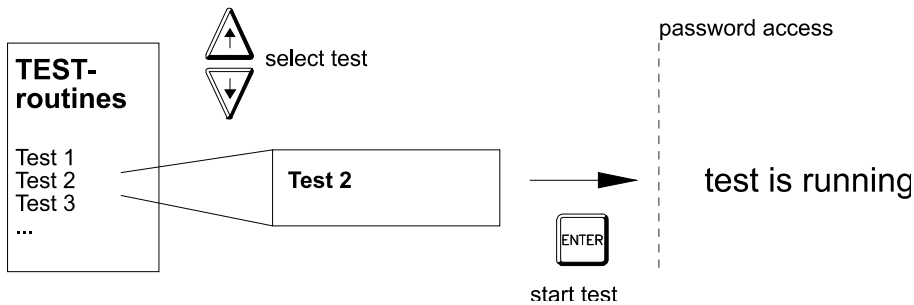 password access
select test
TEST-
routines
Test 1
Test 2
Test 3
...
Test 2
test is running
ENTER
start test